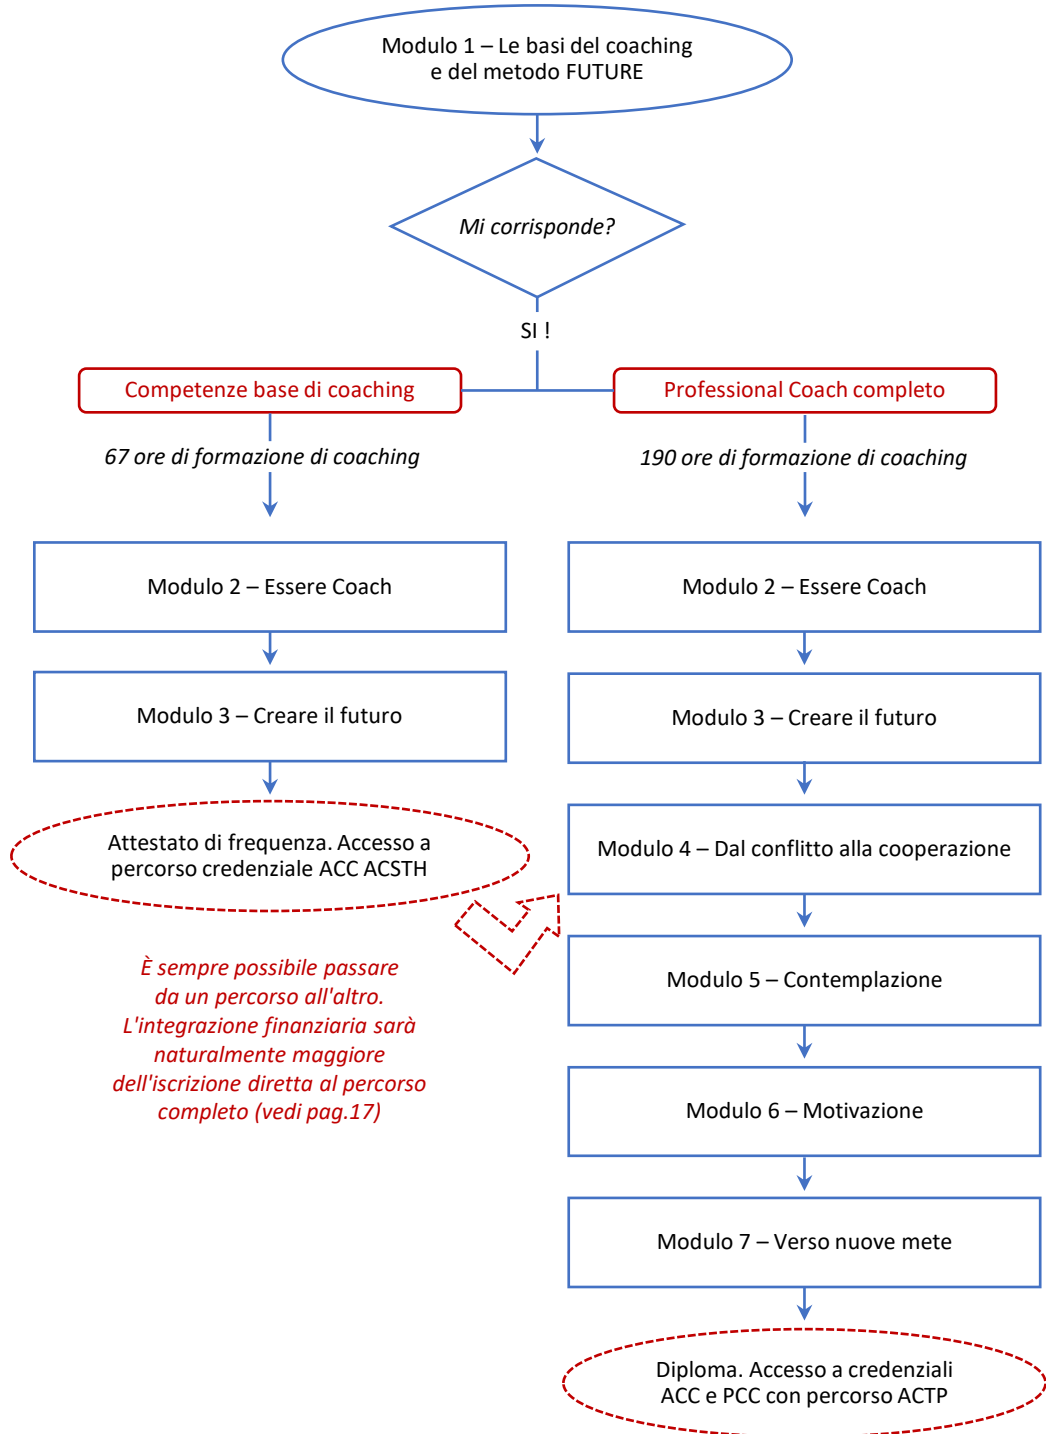 Modulo 1 – Le basi del coaching
e del metodo FUTURE
Mi corrisponde?
SI !
Competenze base di coaching
67 ore di formazione di coaching
Modulo 2 – Essere Coach
Modulo 3 – Creare il futuro
Attestato di frequenza. Accesso a
percorso credenziale ACC ACSTH
È sempre possibile passare
da un percorso all'altro.
L'integrazione finanziaria sarà
naturalmente maggiore
dell'iscrizione diretta al percorso
completo (vedi pag.17)
Professional Coach completo
190 ore di formazione di coaching
Modulo 2 – Essere Coach
Modulo 3 – Creare il futuro
Modulo 4 – Dal conflitto alla cooperazione
Modulo 5 – Contemplazione
Modulo 6 – Motivazione
Modulo 7 – Verso nuove mete
Diploma. Accesso a credenziali
ACC e PCC con percorso ACTP